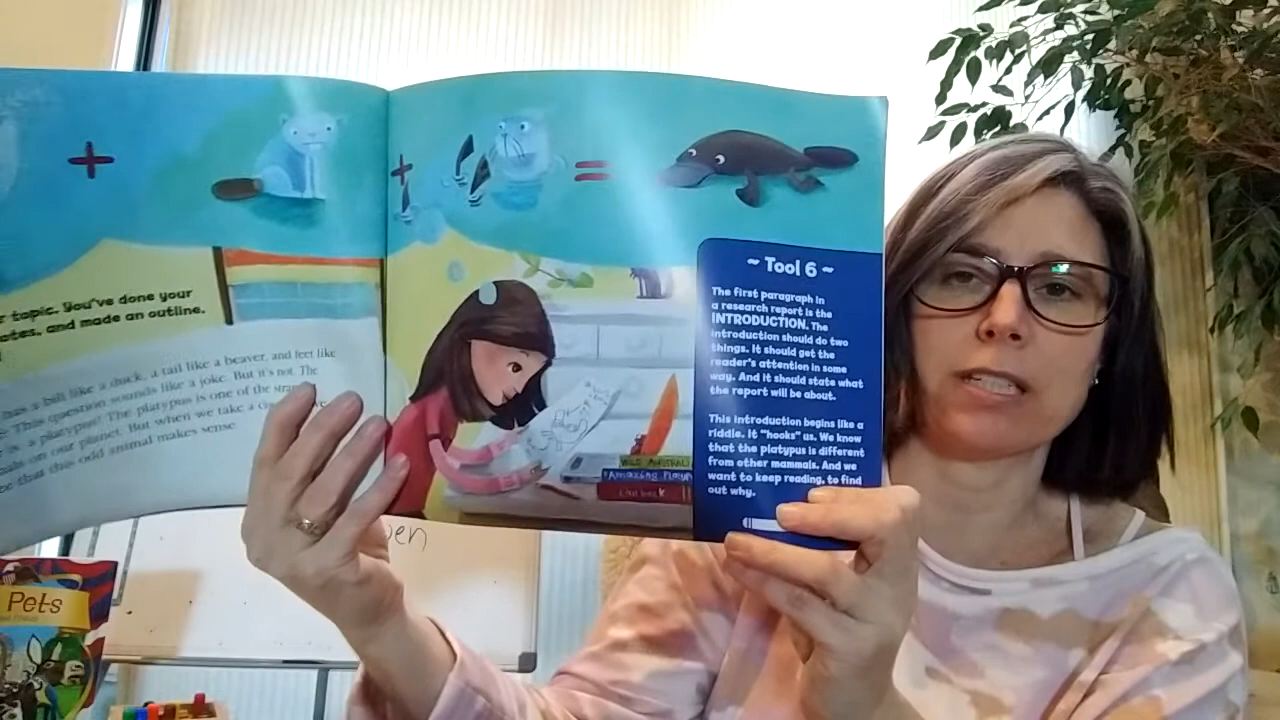 r topic. You've done your
ates, and made an outline.
has a bill like a duck, a tail like a beaver, and feet like
This question sounds like a joke. But it's not. The
a platypus! The platypus is one of the
on our planet. But when we take a
that this odd animal makes sense.
~ Tool 6 ~
The first paragraph in
a research report is the
INTRODUCTION. The
introduction should do two
things. It should get the
reader's attention in some
way. And it should state what
the report will be about.
This introduction begins like a
riddle. It "hooks" us. We know
that the platypus is different
from other mammals. And we
want to keep reading, to find
out why.
WILD AUSTRALI
Amazing Platyp
en
Pets